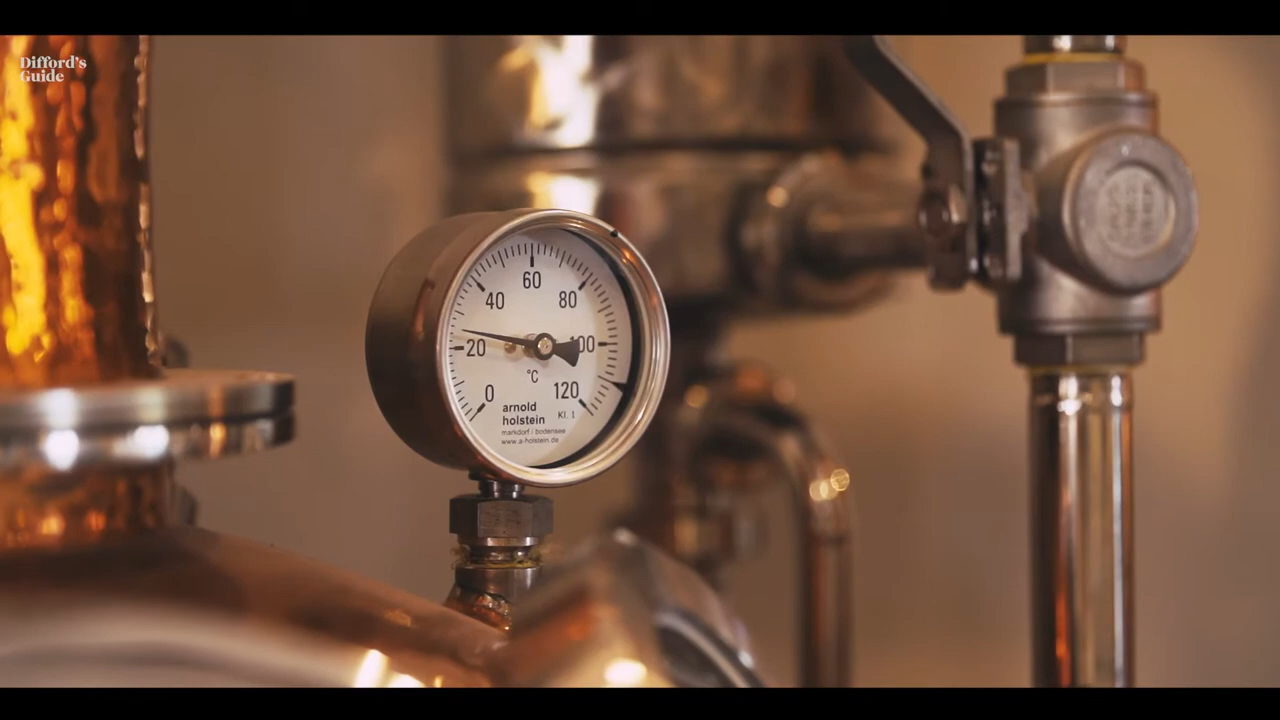 Difford's
Guide
60
40
80
20
100
°C
0
120
arnold
holstein
Kl. 1
markdorf / bodensee
www.a-holstein.de